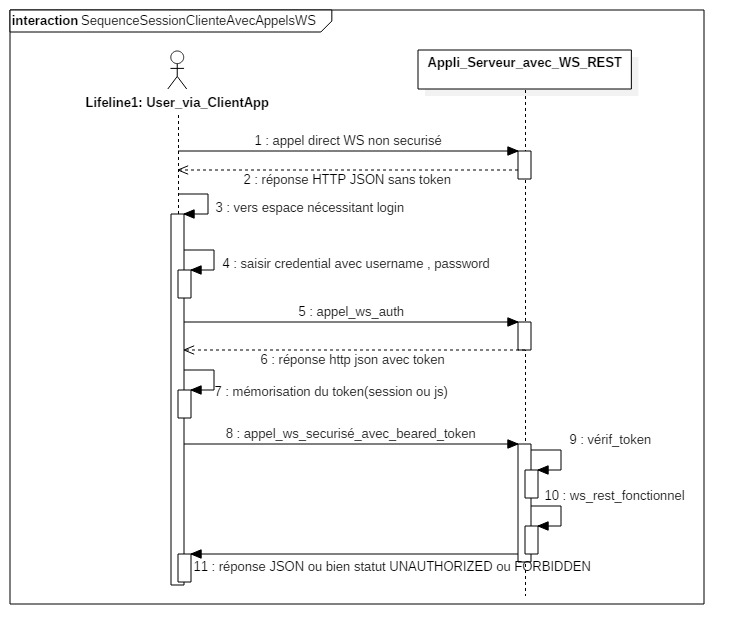 interaction SequenceSessionClienteAvecAppelsWS
Appli_Serveur_avec_WS_REST
Lifeline1: User_via_ClientApp
1 : appel direct WS non securisé
2 : réponse HTTP JSON sans token
3 : vers espace nécessitant login
4 : saisir credential avec username , password
5 : appel_ws_auth
6 : réponse http json avec token
7 : mémorisation du token(session ou js)
8 : appel_ws_securisé_avec_beared_token
9 : vérif_token
10 : ws_rest_fonctionnel
11 : réponse JSON ou bien statut UNAUTHORIZED ou FORBIDDEN